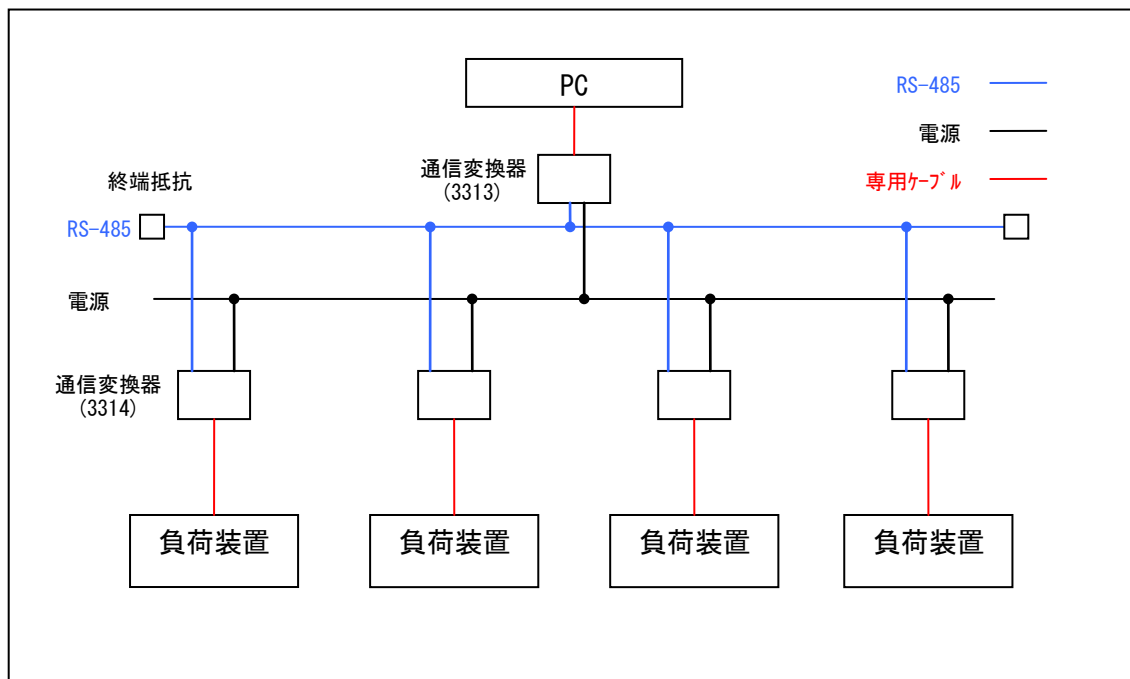 PC
RS-485
電源
専用ｹｰﾌﾞﾙ
通信変換器
(3313)
終端抵抗
RS-485
電源
通信変換器
(3314)
負荷装置
負荷装置
負荷装置
負荷装置